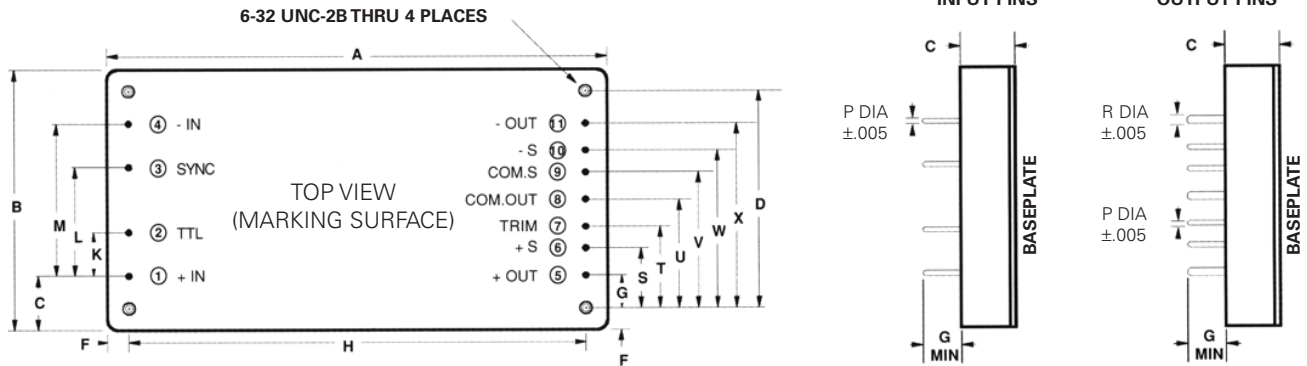 6-32 UNC-2B THRU 4 PLACES
A
B
4 - IN
3 SYNC
2 TTL
1 + IN
M
L
K
C
F
H
TOP VIEW
(MARKING SURFACE)
- OUT 11
- S 10
COM.S 9
COM.OUT 8
TRIM 7
+ S 6
+ OUT 5
G
S
T
U
V
W
X
D
F
INPUT PINS
C
P DIA
±.005
BASEPLATE
G
MIN
OUTPUT PINS
C
R DIA
±.005
P DIA
±.005
BASEPLATE
G
MIN